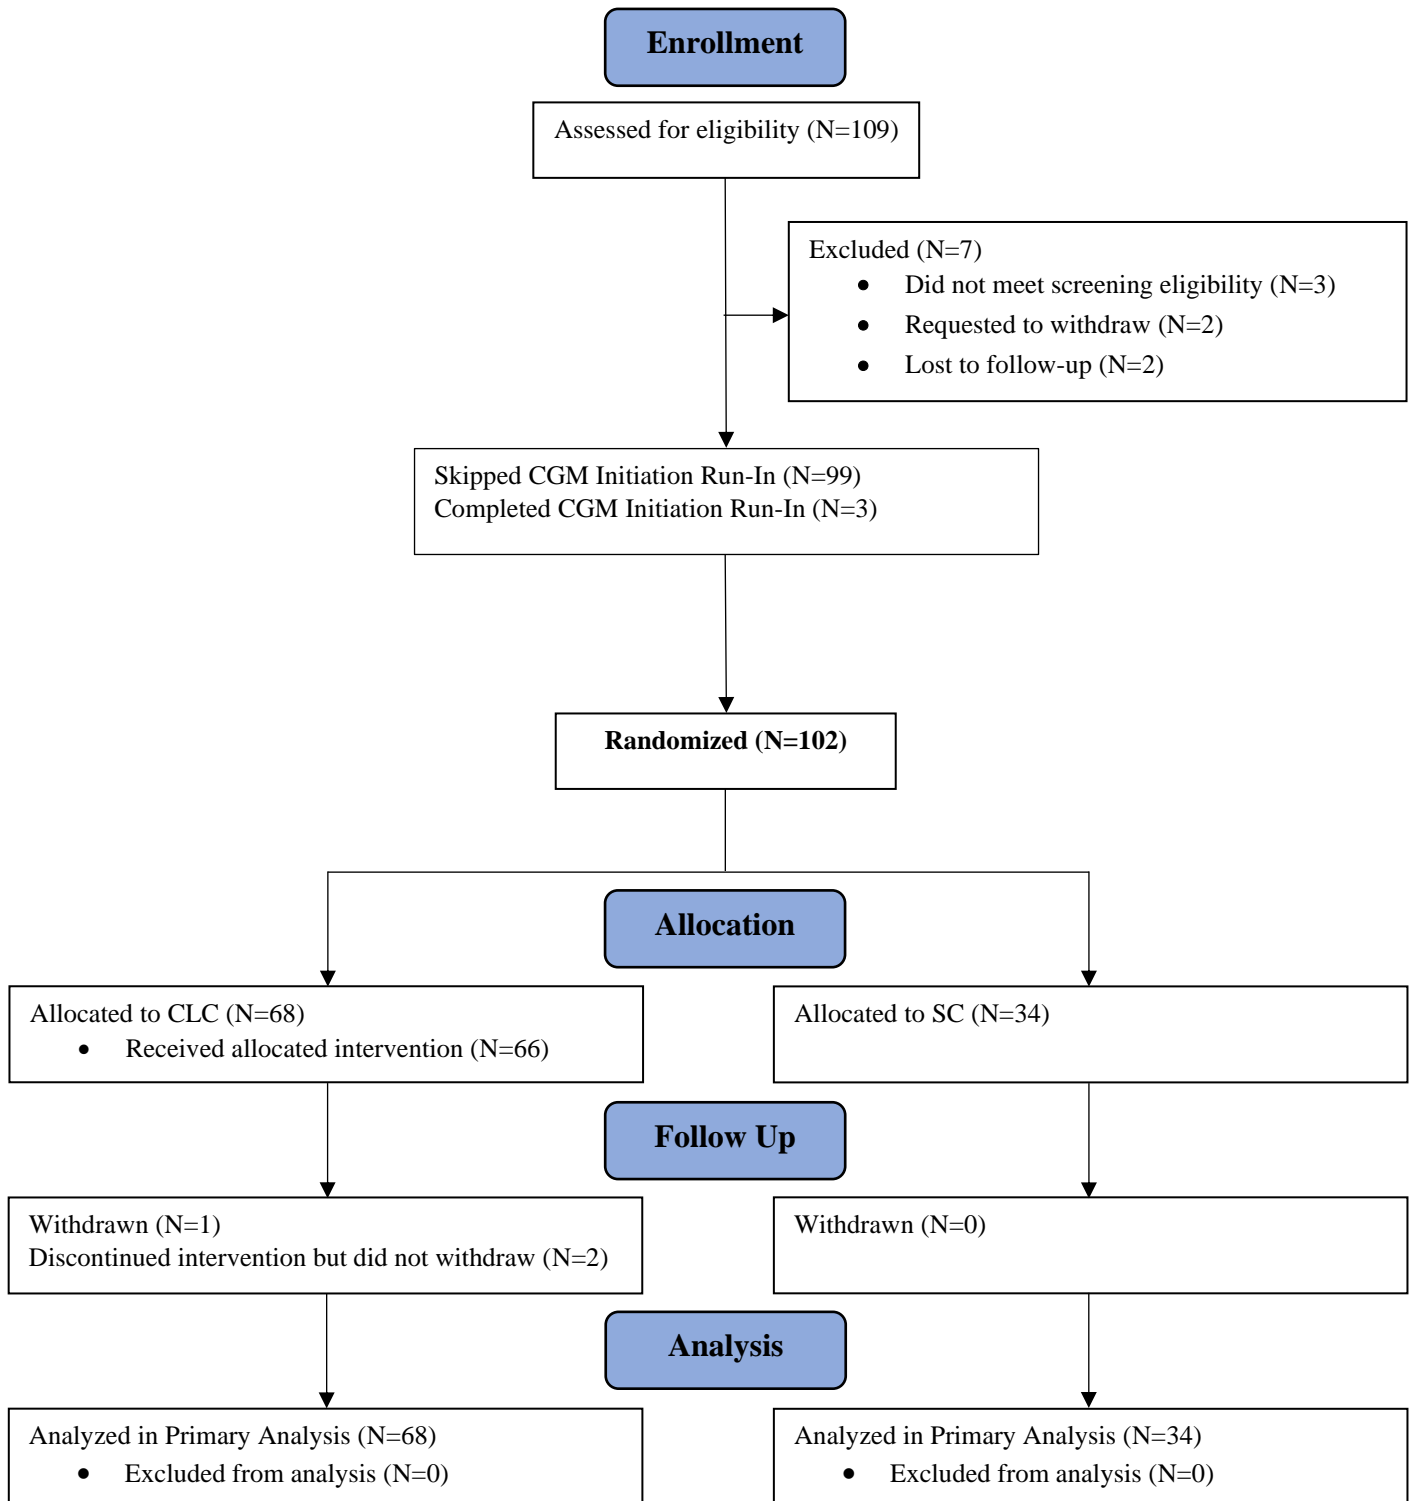 Enrollment
Assessed for eligibility (N=109)
Excluded (N=7)
• Did not meet screening eligibility (N=3)
• Requested to withdraw (N=2)
• Lost to follow-up (N=2)
Skipped CGM Initiation Run-In (N=99)
Completed CGM Initiation Run-In (N=3)
Randomized (N=102)
Allocation
Allocated to CLC (N=68)
• Received allocated intervention (N=66)
Allocated to SC (N=34)
Follow Up
Withdrawn (N=1)
Discontinued intervention but did not withdraw (N=2)
Withdrawn (N=0)
Analysis
Analyzed in Primary Analysis (N=68)
• Excluded from analysis (N=0)
Analyzed in Primary Analysis (N=34)
• Excluded from analysis (N=0)